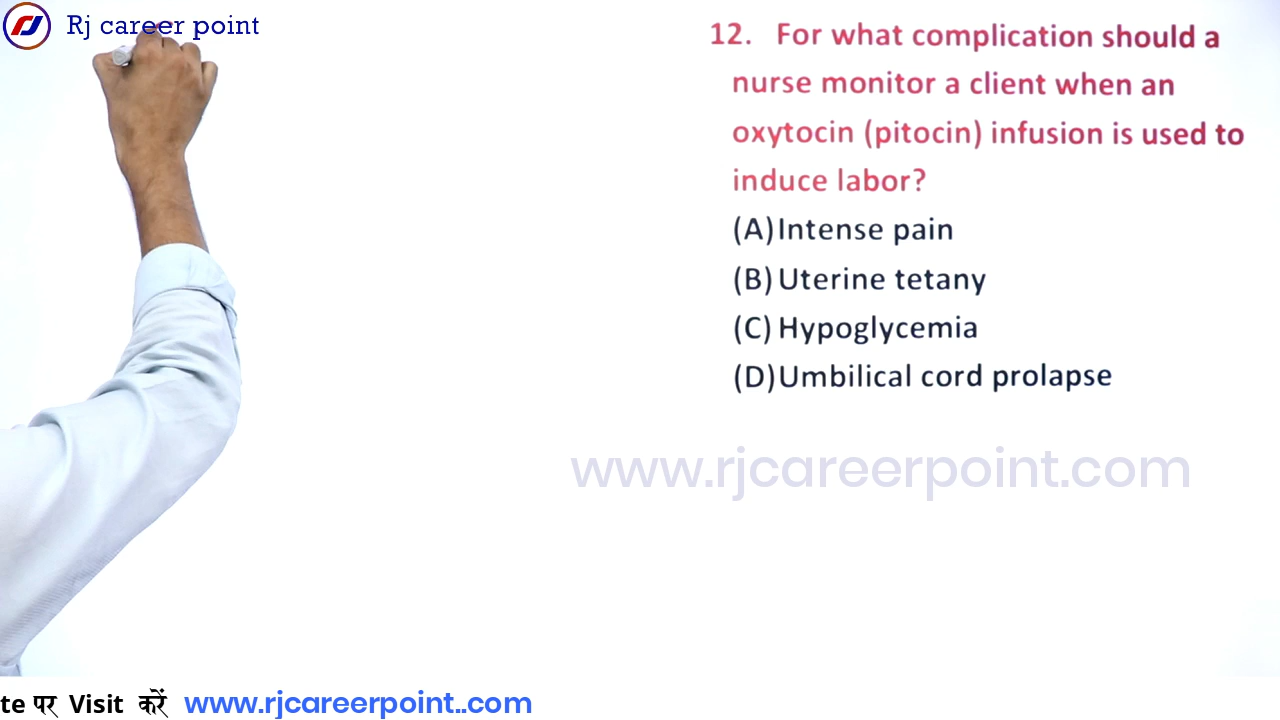 Rj career point
12. For what complication should a
nurse monitor a client when an
oxytocin (pitocin) infusion is used to
induce labor?
(A) Intense pain
(B) Uterine tetany
(C) Hypoglycemia
(D) Umbilical cord prolapse
www.rjcareerpoint.com
te पर Visit करें www.rjcareerpoint..com